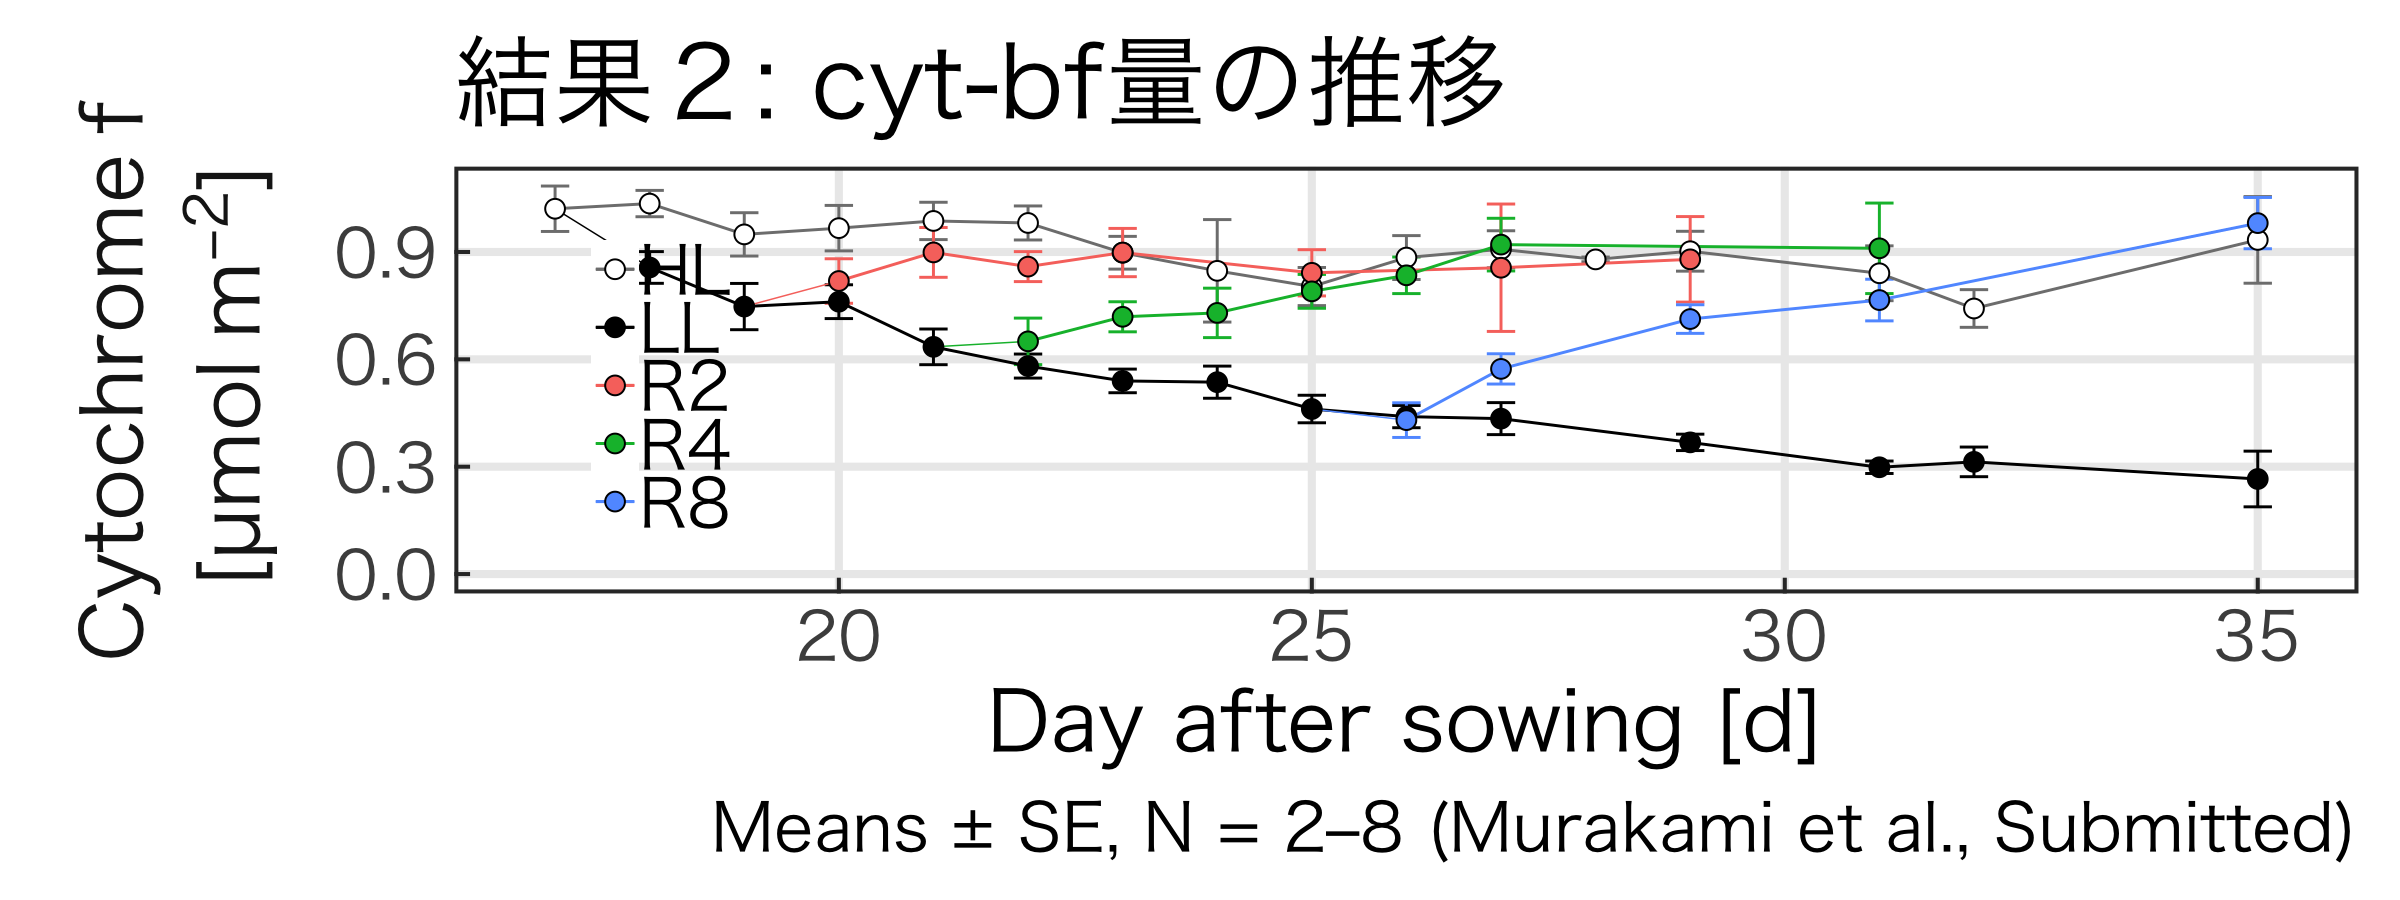 結果２: cyt-bf量の推移
Cytochrome f
[μmol m⁻²]
0.9
0.6
0.3
0.0
HL
LL
R2
R4
R8
20 25 30 35
Day after sowing [d]
Means ± SE, N = 2–8 (Murakami et al., Submitted)